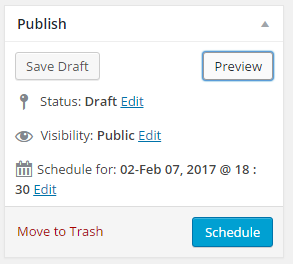 Publish
Save Draft Preview
Status: Draft Edit
Visibility: Public Edit
Schedule for: 02-Feb 07, 2017 @ 18 :
30 Edit
Move to Trash Schedule